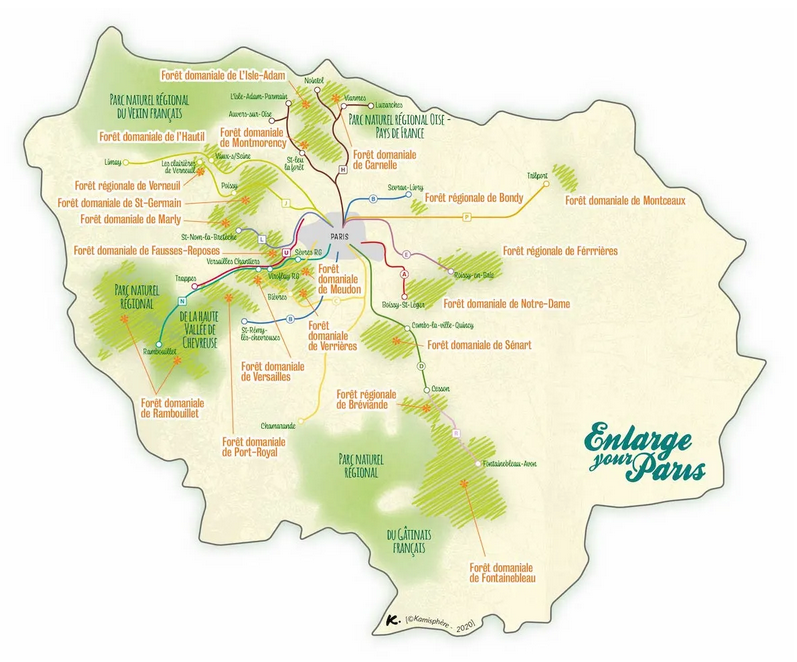 Forêt domaniale de L'Isle-Adam
Nointel
Parc naturel régional
du Vexin français
L'isle-Adam-Parmain
Viarmes
Luzarches
Auvers-sur-Oise
Parc naturel régional Oise -
Pays de France
Forêt domaniale de l'Hautil
Forêt domaniale
de Montmorency
St-leu
la forêt
Forêt domaniale
de Carnelle
Limay
Les clairières
de Verneuil
Vaux-s/Seine
H
Forêt régionale de Verneuil
Poissy
Sevran-Livry
Trilport
Forêt domaniale de St-Germain
J
B
Forêt régionale de Bondy
Forêt domaniale de Montceaux
Forêt domaniale de Marly
P
St-Nom-la-Bretèche
L
PARIS
Forêt domaniale de Fausses-Reposes
U
Sèvres RG
E
Forêt régionale de Férrrières
Versailles Chantiers
Viroflay RG
Forêt
domaniale
de Meudon
A
Roissy-en-Brie
Trappes
Parc naturel
régional
N
Bièvres
Boissy-St-Léger
Forêt domaniale de Notre-Dame
de la haute
vallée de
Chevreuse
St-Rémy-
lès-chevreuses
B
C
Forêt
domaniale
de Verrières
Combs-la-ville-Quincy
Rambouillet
Forêt domaniale de Sénart
Forêt domaniale
de Versailles
D
Forêt domaniale
de Rambouillet
Forêt régionale
de Bréviande
Cesson
Chamarande
R
Forêt domaniale
de Port-Royal
Enlarge
your Paris
Parc naturel
régional
Fontainebleau-Avon
du Gâtinais
français
Forêt domaniale
de Fontainebleau
K. [©Kamisphère - 2020]